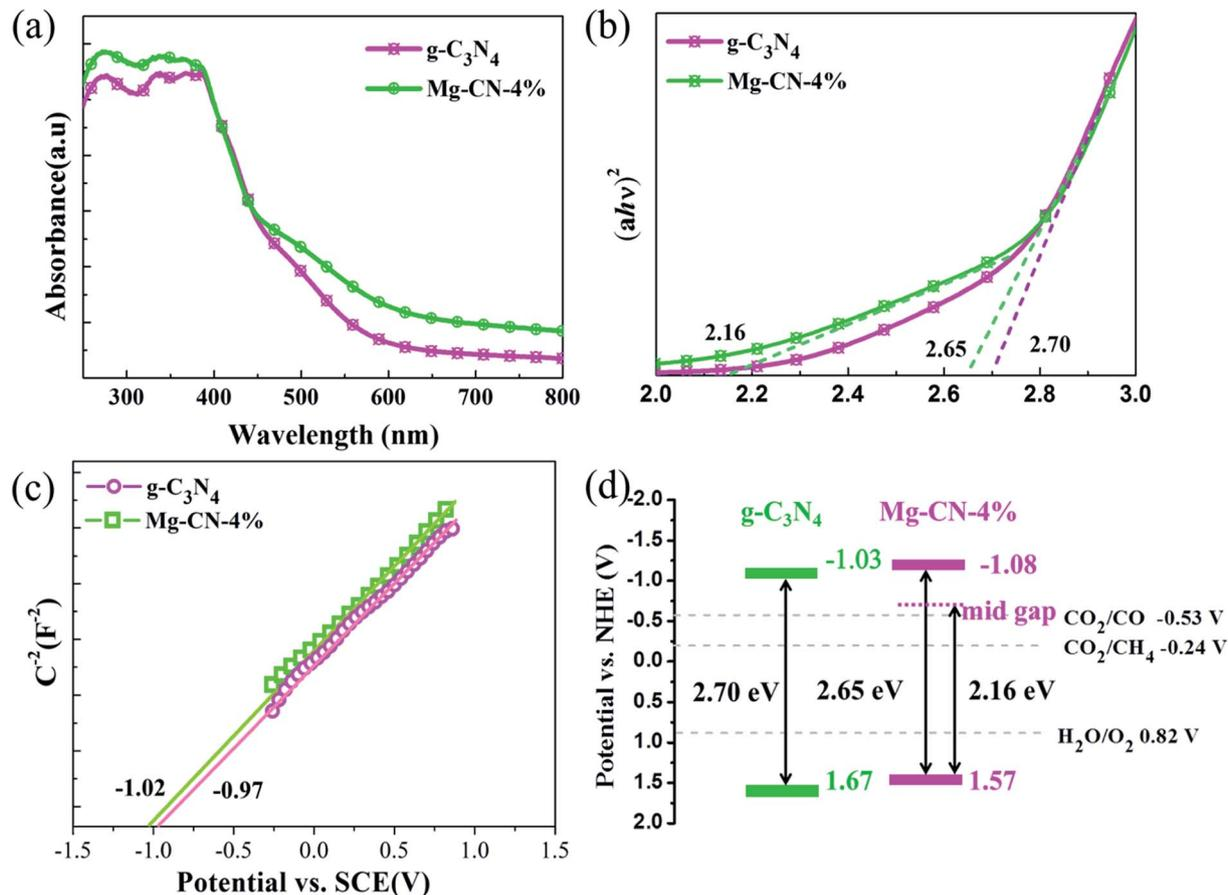 (a)
g-C₃N₄
Mg-CN-4%
Absorbance(a.u)
300 400 500 600 700 800
Wavelength (nm)
(b)
g-C₃N₄
Mg-CN-4%
(ahν)²
2.16
2.65
2.70
2.0 2.2 2.4 2.6 2.8 3.0
(c)
g-C₃N₄
Mg-CN-4%
C⁻²(F⁻²)
-1.02
-0.97
-1.5 -1.0 -0.5 0.0 0.5 1.0 1.5
Potential vs. SCE(V)
(d)
Potential vs. NHE (V)
-2.0
-1.5
-1.0
-0.5
0.0
0.5
1.0
1.5
2.0
g-C₃N₄
Mg-CN-4%
-1.03
-1.08
mid gap
CO₂/CO -0.53 V
CO₂/CH₄ -0.24 V
2.70 eV
2.65 eV
2.16 eV
H₂O/O₂ 0.82 V
1.67
1.57